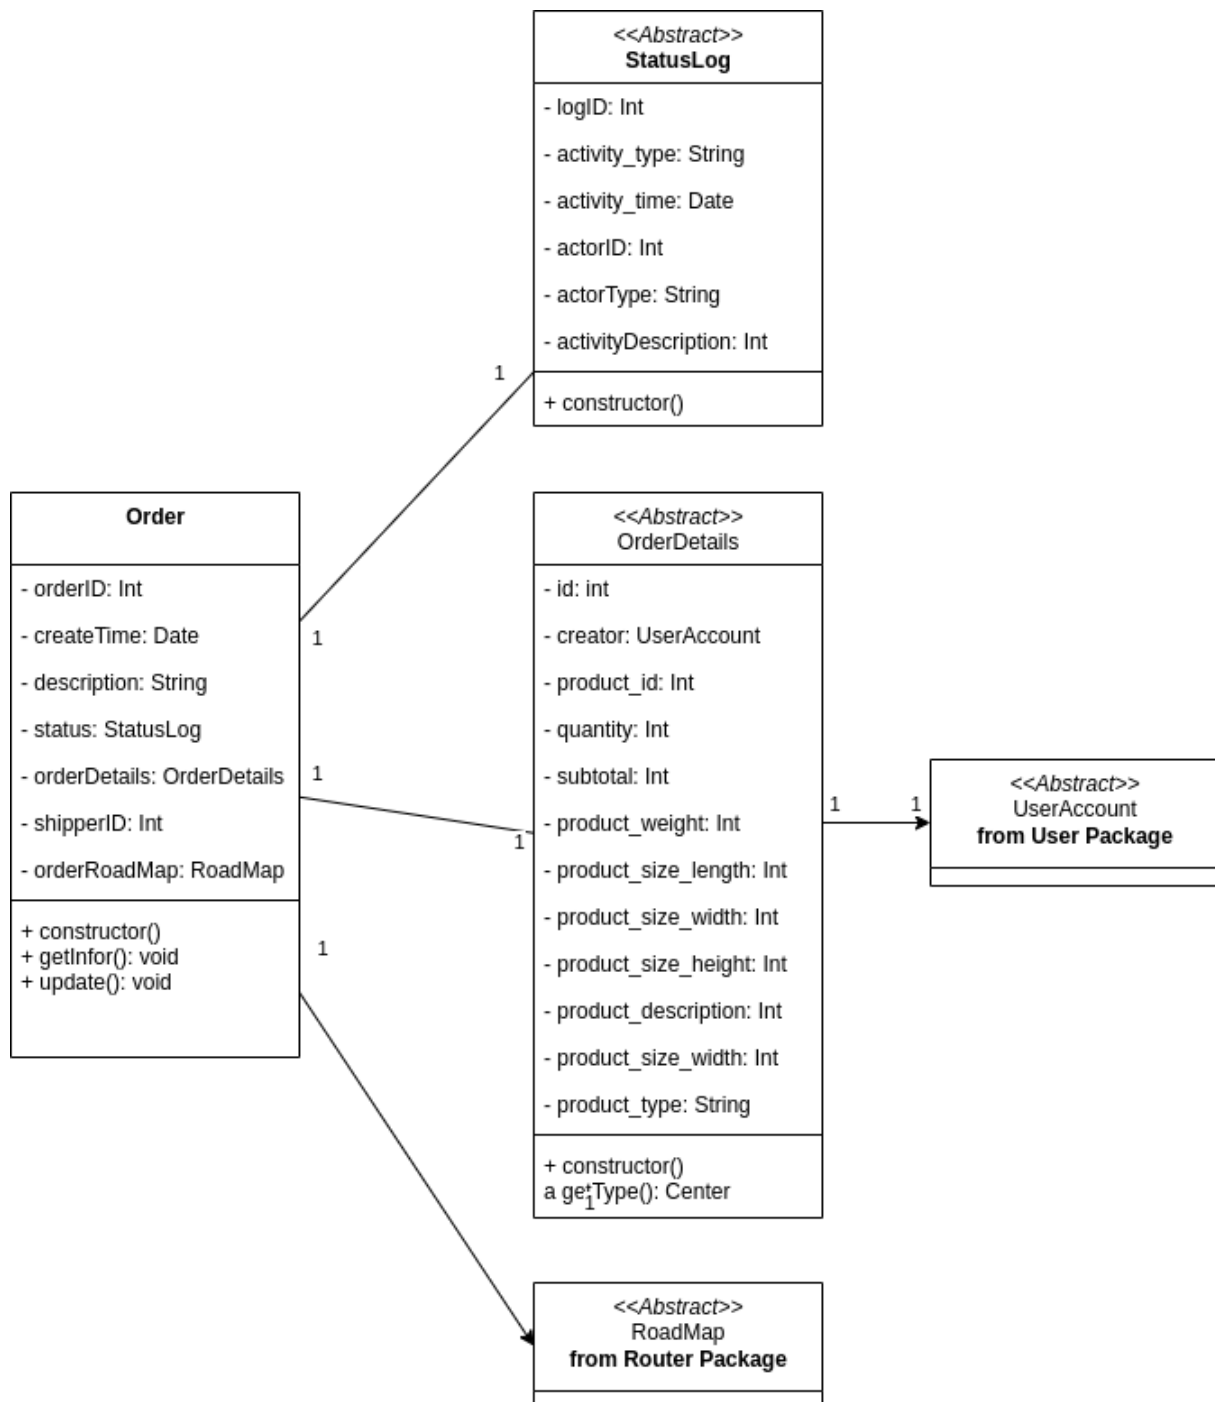 <<Abstract>>
StatusLog
- logID: Int
- activity_type: String
- activity_time: Date
- actorID: Int
- actorType: String
- activityDescription: Int
+ constructor()
1
1
Order
- orderID: Int
- createTime: Date
- description: String
- status: StatusLog
- orderDetails: OrderDetails
- shipperID: Int
- orderRoadMap: RoadMap
+ constructor()
+ getInfor(): void
+ update(): void
1
1
1
<<Abstract>>
OrderDetails
- id: int
- creator: UserAccount
- product_id: Int
- quantity: Int
- subtotal: Int
- product_weight: Int
- product_size_length: Int
- product_size_width: Int
- product_size_height: Int
- product_description: Int
- product_size_width: Int
- product_type: String
+ constructor()
a getType(): Center
1
1
1
<<Abstract>>
UserAccount
from User Package
<<Abstract>>
RoadMap
from Router Package